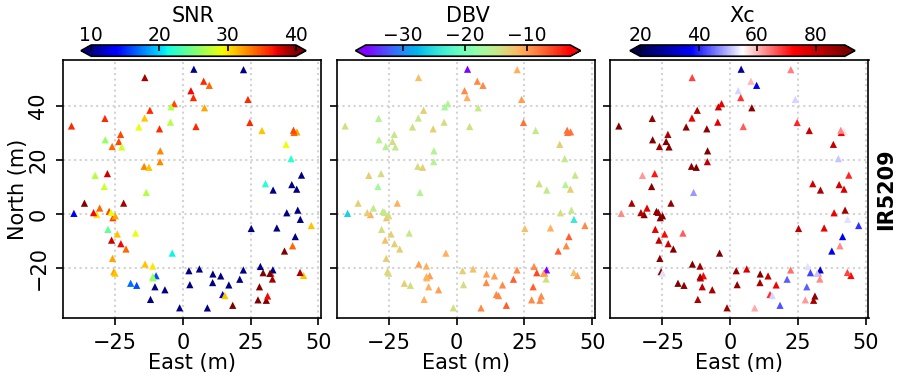 SNR DBV Xc
10 20 30 40 −30 −20 −10 20 40 60 80
40
20
0
−20
North (m)
IR5209
−25 0 25 50 −25 0 25 50 −25 0 25 50
East (m) East (m) East (m)